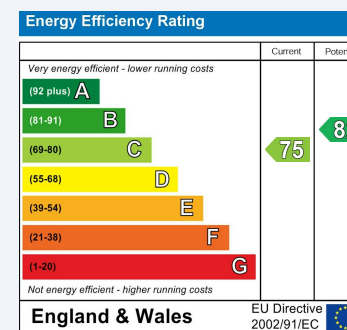 Energy Efficiency Rating
Current
Very energy efficient - lower running costs
(92 plus) A
(81-91) B
(69-80) C
75
(55-68) D
(39-54) E
(21-38) F
(1-20) G
Not energy efficient - higher running costs
England & Wales
EU Directive
2002/91/EC